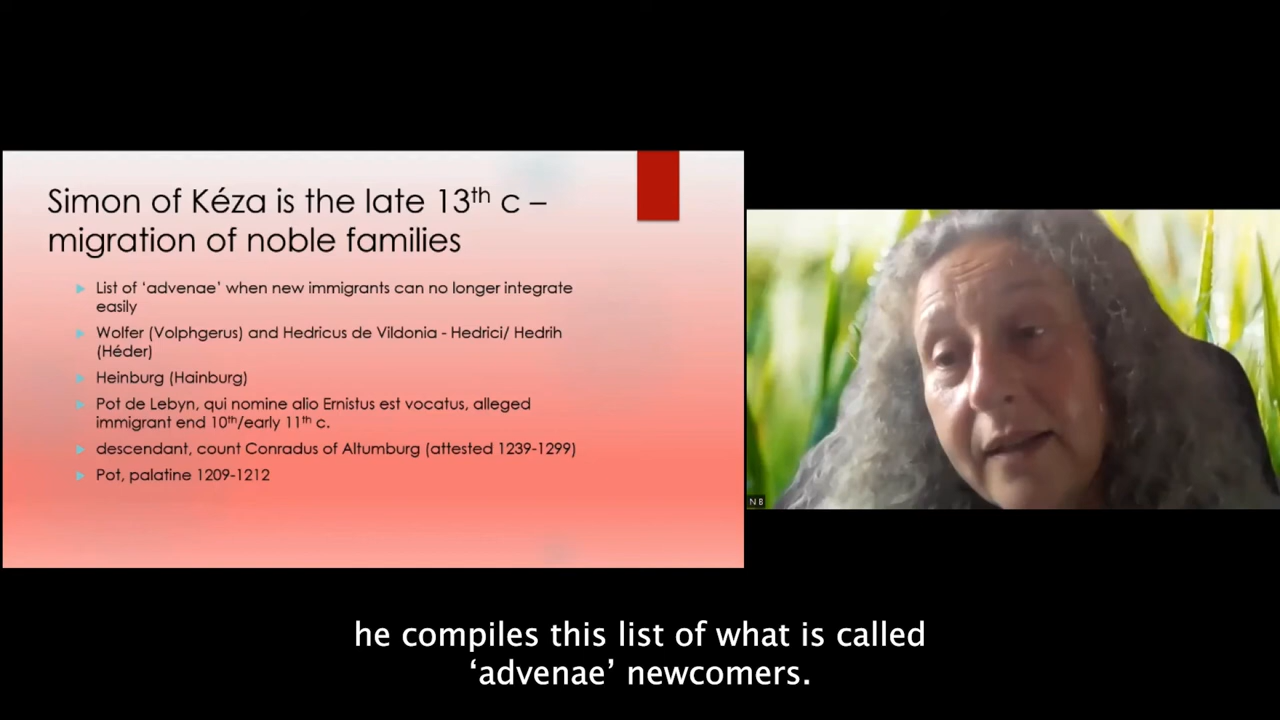 Simon of Kéza is the late 13th c –
migration of noble families
List of ‘advenae’ when new immigrants can no longer integrate
easily
Wolfer (Volphgerus) and Hedricus de Vildonia - Hedrici/ Hedrih
(Héder)
Heinburg (Hainburg)
Pot de Lebyn, qui nomine alio Ernistus est vocatus, alleged
immigrant end 10th/early 11th c.
descendant, count Conradus of Altumburg (attested 1239-1299)
Pot, palatine 1209-1212
N B
he compiles this list of what is called
‘advenae’ newcomers.